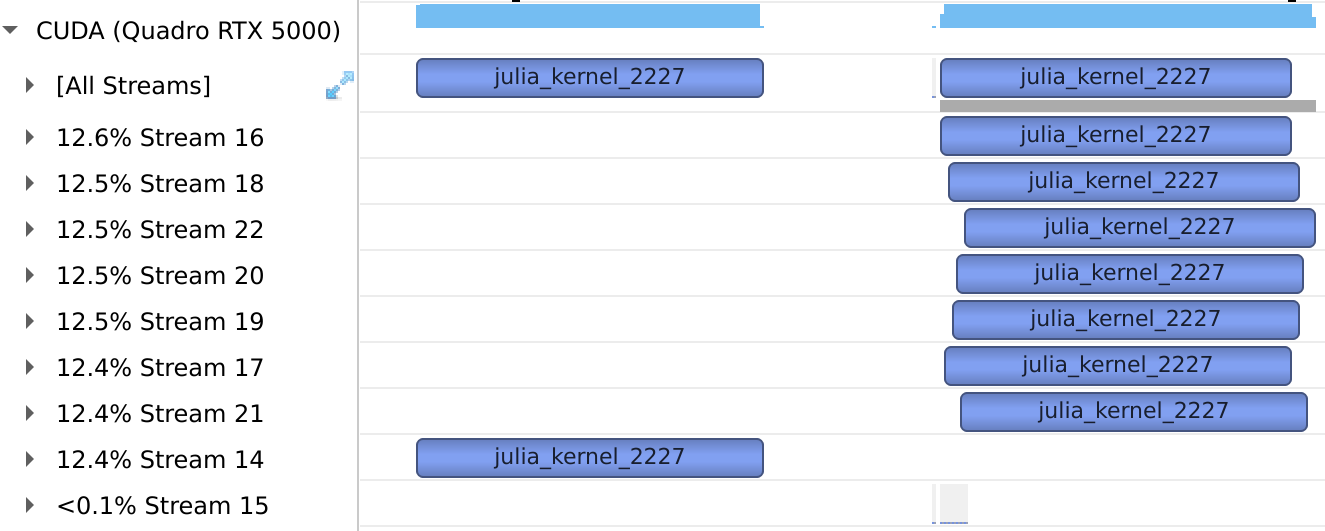 CUDA (Quadro RTX 5000)
[All Streams] julia_kernel_2227 julia_kernel_2227
12.6% Stream 16 julia_kernel_2227
12.5% Stream 18 julia_kernel_2227
12.5% Stream 22 julia_kernel_2227
12.5% Stream 20 julia_kernel_2227
12.5% Stream 19 julia_kernel_2227
12.4% Stream 17 julia_kernel_2227
12.4% Stream 21 julia_kernel_2227
12.4% Stream 14 julia_kernel_2227
<0.1% Stream 15